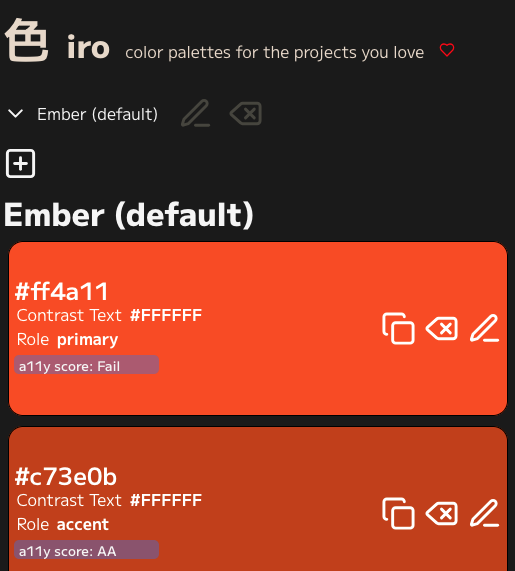 色 iro color palettes for the projects you love
Ember (default)
Ember (default)
#ff4a11
Contrast Text #FFFFFF
Role primary
a11y score: Fail
#c73e0b
Contrast Text #FFFFFF
Role accent
a11y score: AA